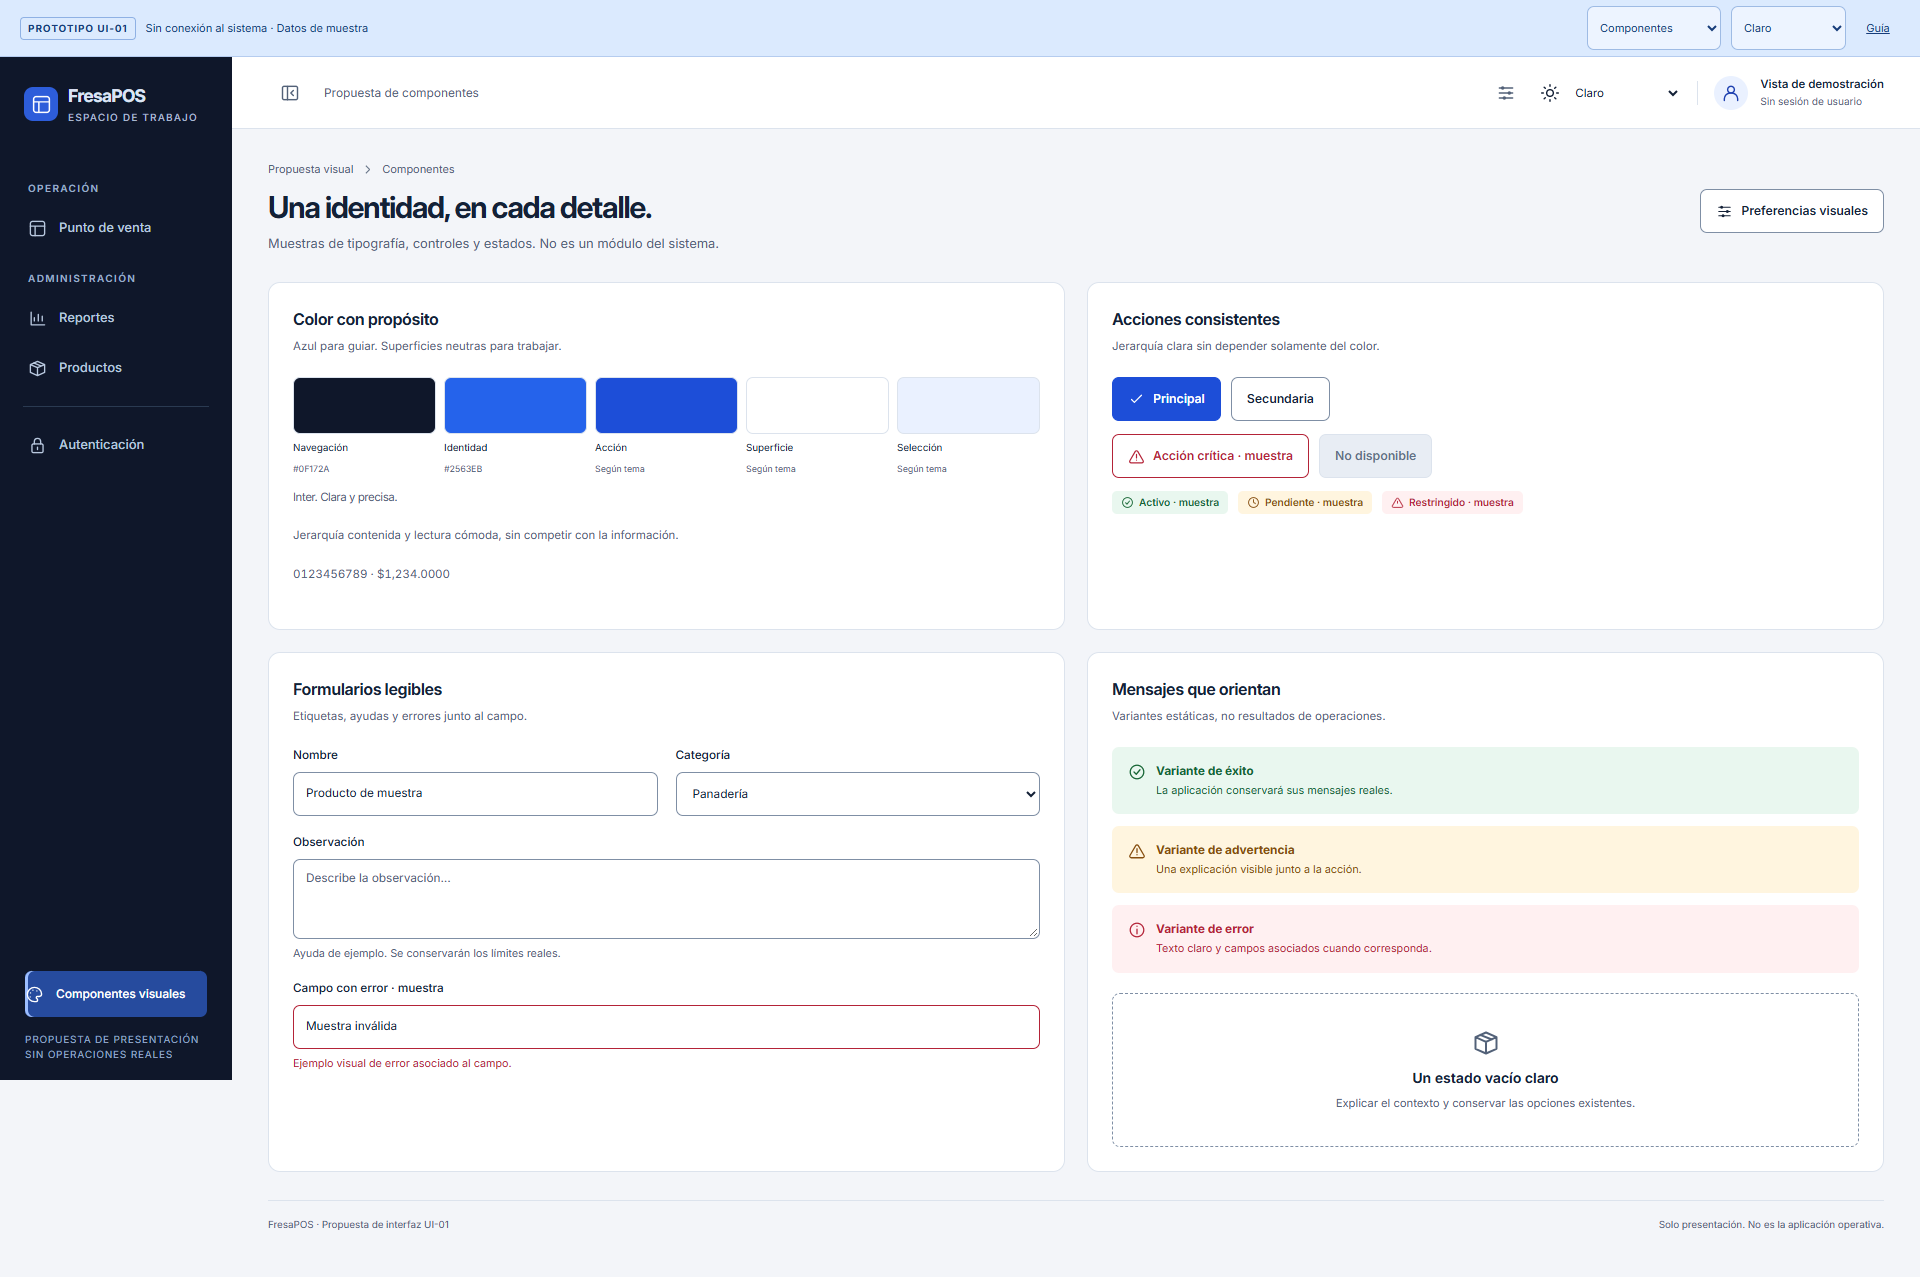 PROTOTIPO UI-01
Sin conexión al sistema · Datos de muestra
Componentes
Claro
Guía
FresaPOS
ESPACIO DE TRABAJO
Propuesta de componentes
Claro
Vista de demostración
Sin sesión de usuario
OPERACIÓN
Punto de venta
ADMINISTRACIÓN
Reportes
Productos
Autenticación
Componentes visuales
PROPUESTA DE PRESENTACIÓN
SIN OPERACIONES REALES
Propuesta visual
Componentes
Una identidad, en cada detalle.
Muestras de tipografía, controles y estados. No es un módulo del sistema.
Preferencias visuales
Color con propósito
Azul para guiar. Superficies neutras para trabajar.
Navegación
#0F172A
Identidad
#2563EB
Acción
Según tema
Superficie
Según tema
Selección
Según tema
Inter. Clara y precisa.
Jerarquía contenida y lectura cómoda, sin competir con la información.
0123456789 · $1,234.0000
Acciones consistentes
Jerarquía clara sin depender solamente del color.
Principal
Secundaria
Acción crítica · muestra
No disponible
Activo · muestra
Pendiente · muestra
Restringido · muestra
Formularios legibles
Etiquetas, ayudas y errores junto al campo.
Nombre
Producto de muestra
Categoría
Panadería
Observación
Describe la observación...
Ayuda de ejemplo. Se conservarán los límites reales.
Campo con error · muestra
Muestra inválida
Ejemplo visual de error asociado al campo.
Mensajes que orientan
Variantes estáticas, no resultados de operaciones.
Variante de éxito
La aplicación conservará sus mensajes reales.
Variante de advertencia
Una explicación visible junto a la acción.
Variante de error
Texto claro y campos asociados cuando corresponda.
Un estado vacío claro
Explicar el contexto y conservar las opciones existentes.
FresaPOS · Propuesta de interfaz UI-01
Solo presentación. No es la aplicación operativa.